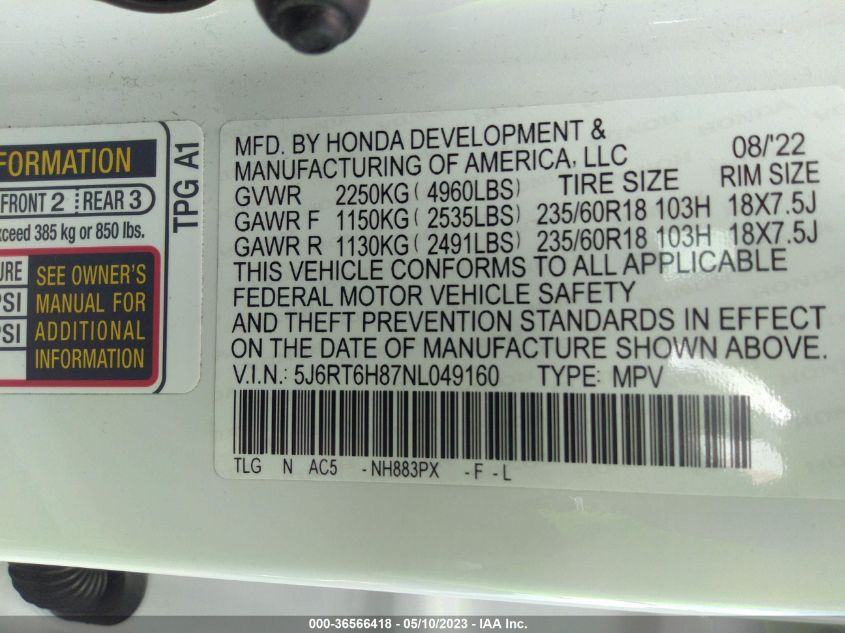 FORMATION
FRONT 2 REAR 3
xceed 385 kg or 850 lbs.
SEE OWNER'S
MANUAL FOR
ADDITIONAL
INFORMATION
PSI
PSI
TPG A1
MFD. BY HONDA DEVELOPMENT &
MANUFACTURING OF AMERICA, LLC 08/'22
GVWR 2250KG ( 4960LBS) TIRE SIZE RIM SIZE
GAWR F 1150KG ( 2535LBS) 235/60R18 103H 18X7.5J
GAWR R 1130KG ( 2491LBS) 235/60R18 103H 18X7.5J
THIS VEHICLE CONFORMS TO ALL APPLICABLE
FEDERAL MOTOR VEHICLE SAFETY
AND THEFT PREVENTION STANDARDS IN EFFECT
ON THE DATE OF MANUFACTURE SHOWN ABOVE.
V.I.N.: 5J6RT6H87NL049160 TYPE: MPV
TLG N AC5 -NH883PX -F -L
000-36566418 - 05/10/2023 - IAA Inc.